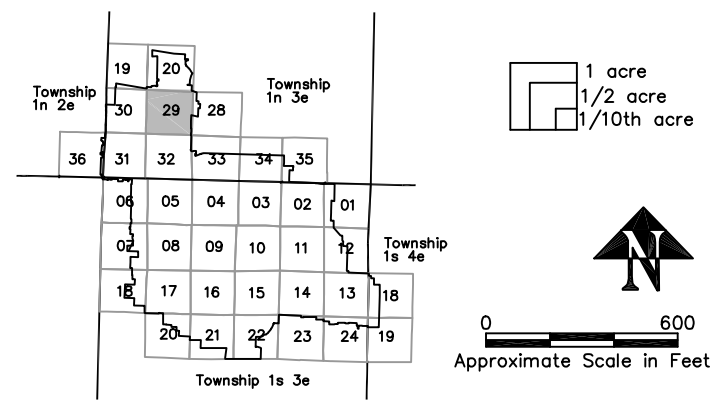 19 20
Township
1n 2e
Township
1n 3e
30 29 28
36 31 32 33 34 35
06 05 04 03 02 01
07 08 09 10 11 12
Township
1s 4e
18 17 16 15 14 13 18
20 21 22 23 24 19
Township 1s 3e
1 acre
1/2 acre
1/10th acre
N
0 600
Approximate Scale in Feet